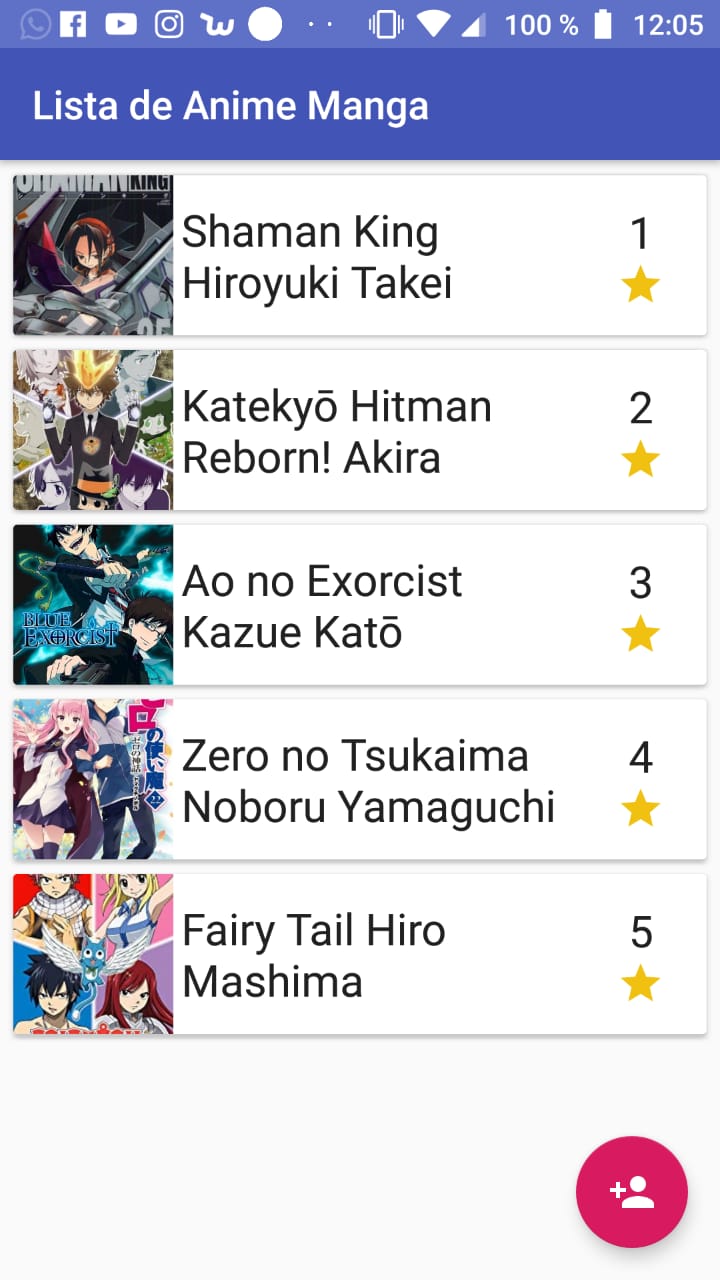 100 % 12:05
Lista de Anime Manga
SHAMAN KING
Shaman King
Hiroyuki Takei
1
Katekyō Hitman
Reborn! Akira
2
BLUE
EXORCIST
Ao no Exorcist
Kazue Katō
3
Zero no Tsukaima
Noboru Yamaguchi
4
Fairy Tail Hiro
Mashima
5